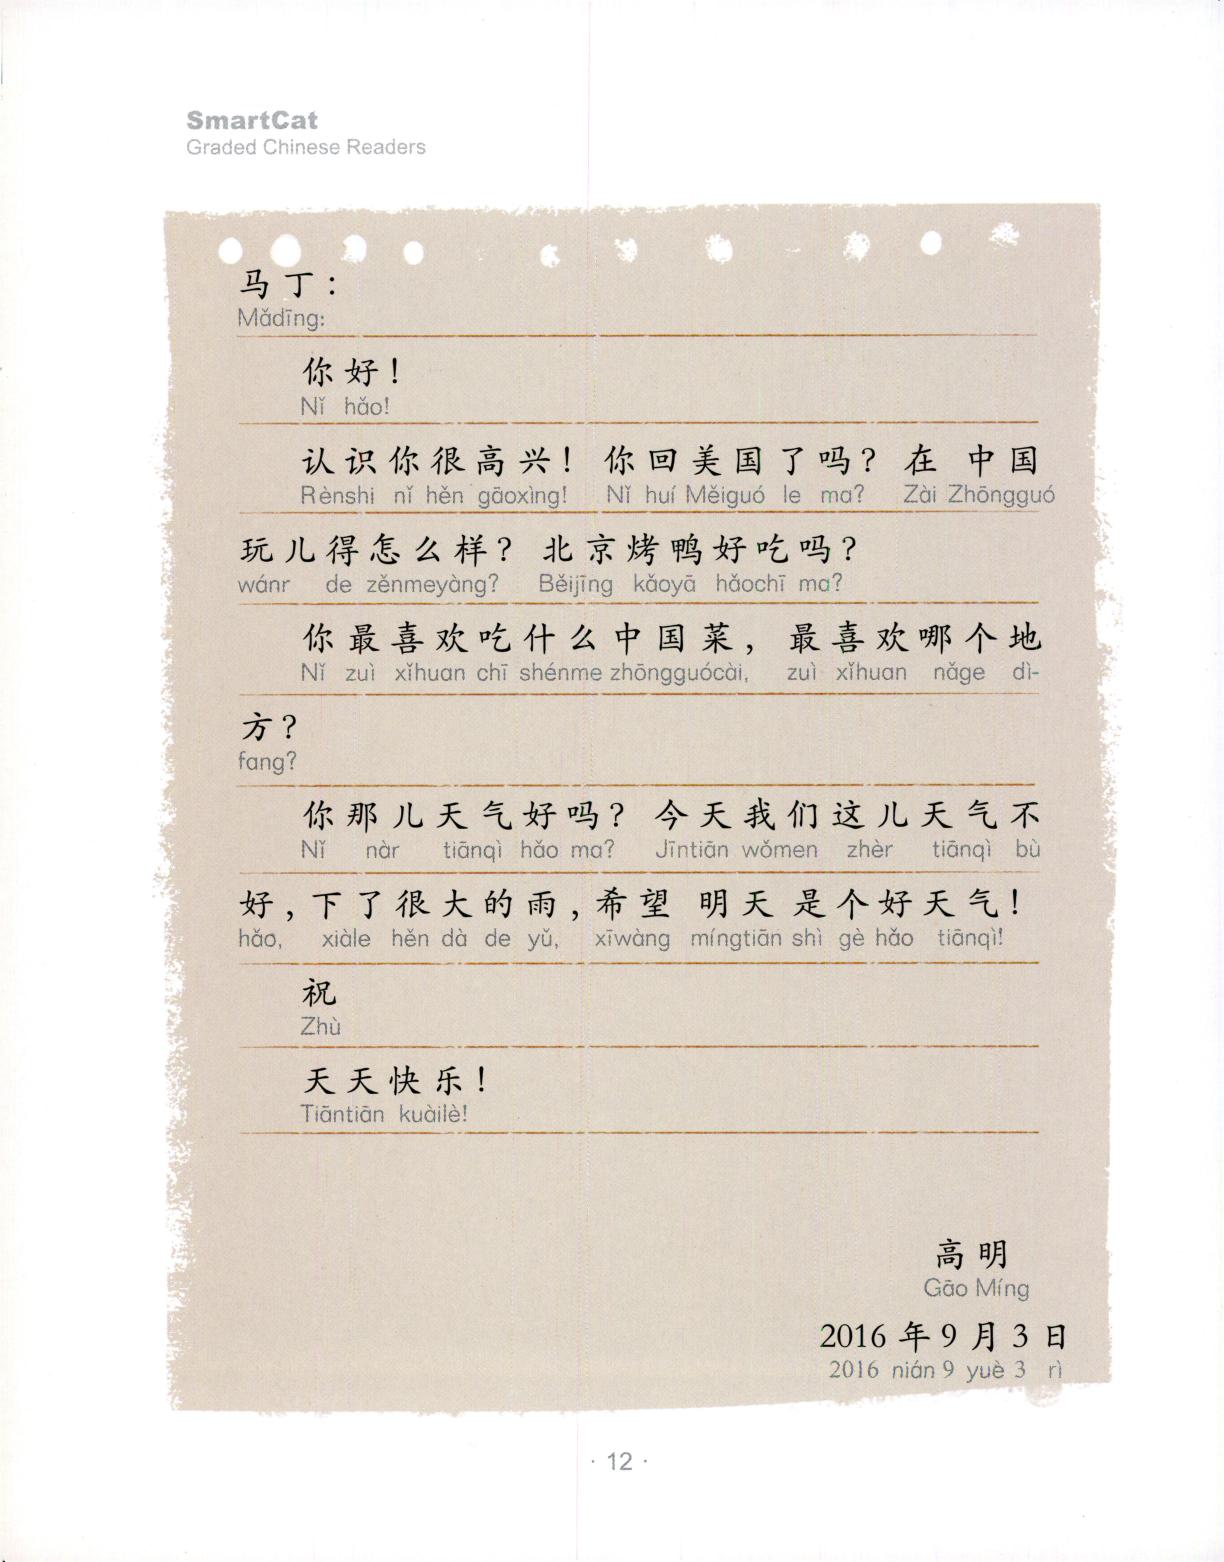 SmartCat
Graded Chinese Readers
马丁：
Mǎdīng:
你好！
Nǐ hǎo!
认识你很高兴！ 你回美国了吗？ 在 中国
Rènshi nǐ hěn gāoxìng! Nǐ huí Měiguó le ma? Zài Zhōngguó
玩儿得怎么样？ 北京烤鸭好吃吗？
wánr de zěnmeyàng? Běijīng kǎoyā hǎochī ma?
你最喜欢吃什么中国菜，最喜欢哪个地
Nǐ zuì xǐhuan chī shénme zhōngguócài, zuì xǐhuan nǎge dì-
方？
fang?
你那儿天气好吗？ 今天我们这儿天气不
Nǐ nàr tiānqì hǎo ma? Jīntiān wǒmen zhèr tiānqì bù
好，下了很大的雨，希望 明天是个好天气！
hǎo, xiàle hěn dà de yǔ, xīwàng míngtiān shì gè hǎo tiānqì!
祝
Zhù
天天快乐！
Tiāntiān kuàilè!
高明
Gāo Míng
2016 年 9 月 3 日
2016 nián 9 yuè 3 rì
· 12 ·